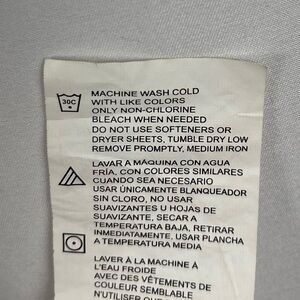 30C
MACHINE WASH COLD
WITH LIKE COLORS
ONLY NON-CHLORINE
BLEACH WHEN NEEDED
DO NOT USE SOFTENERS OR
DRYER SHEETS, TUMBLE DRY LOW
REMOVE PROMPTLY, MEDIUM IRON
LAVAR A MÁQUINA CON AGUA
FRÍA, CON COLORES SIMILARES
CUANDO SEA NECESARIO
USAR ÚNICAMENTE BLANQUEADOR
SIN CLORO, NO USAR
SUAVIZANTES U HOJAS DE
SUAVIZANTE, SECAR A
TEMPERATURA BAJA, RETIRAR
INMEDIATAMENTE, USAR PLANCHA
A TEMPERATURA MEDIA
LAVER À LA MACHINE À
L'EAU FROIDE
AVEC DES VÊTEMENTS DE
COULEUR SEMBLABLE
N'UTILISER QUE